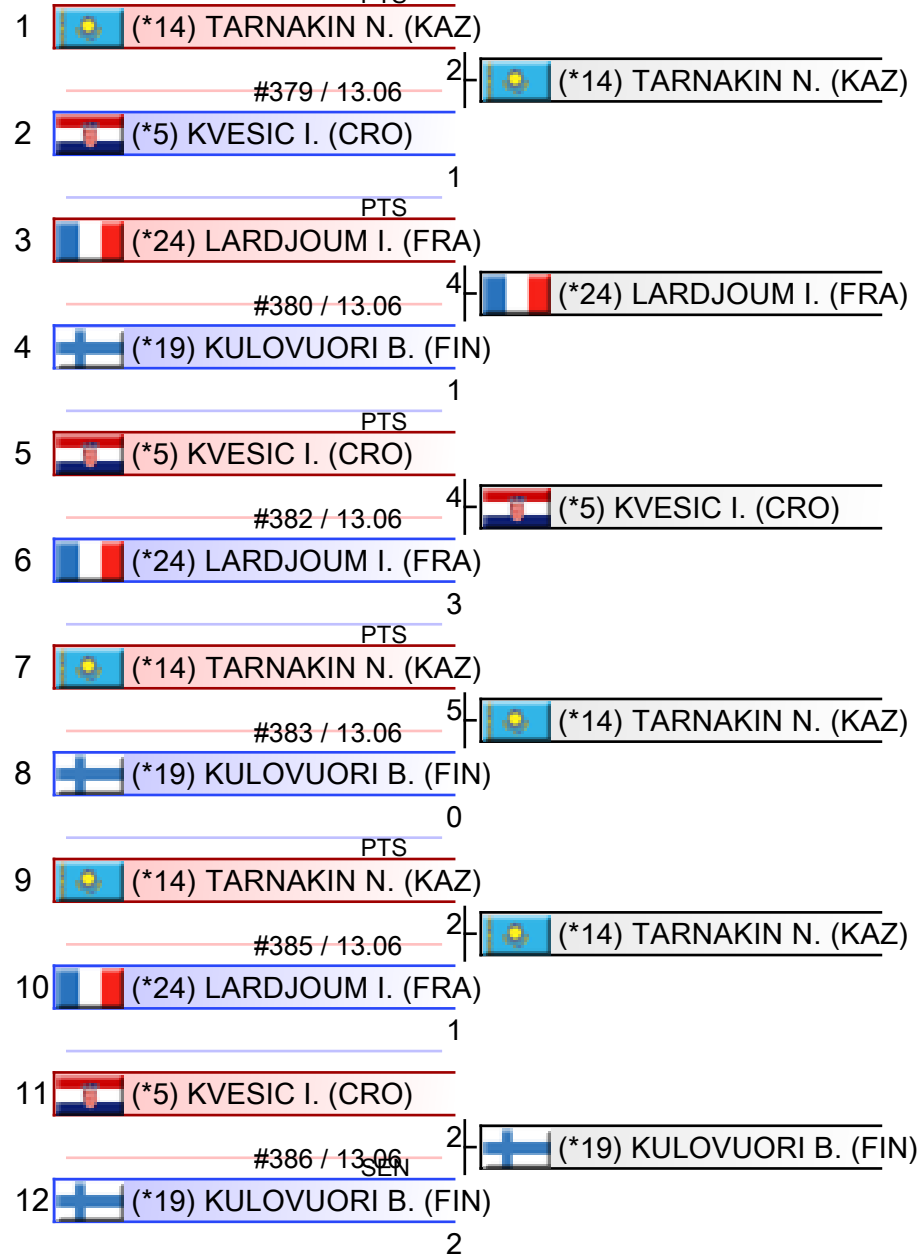 PTS
1 (*14) TARNAKIN N. (KAZ)
2 (*14) TARNAKIN N. (KAZ)
#379 / 13.06
2 (*5) KVESIC I. (CRO)
1
PTS
3 (*24) LARDJOUM I. (FRA)
4 (*24) LARDJOUM I. (FRA)
#380 / 13.06
4 (*19) KULOVUORI B. (FIN)
1
PTS
5 (*5) KVESIC I. (CRO)
4 (*5) KVESIC I. (CRO)
#382 / 13.06
6 (*24) LARDJOUM I. (FRA)
3
PTS
7 (*14) TARNAKIN N. (KAZ)
5 (*14) TARNAKIN N. (KAZ)
#383 / 13.06
8 (*19) KULOVUORI B. (FIN)
0
PTS
9 (*14) TARNAKIN N. (KAZ)
2 (*14) TARNAKIN N. (KAZ)
#385 / 13.06
10 (*24) LARDJOUM I. (FRA)
1
11 (*5) KVESIC I. (CRO)
2 (*19) KULOVUORI B. (FIN)
#386 / 13.06
SEN
12 (*19) KULOVUORI B. (FIN)
2